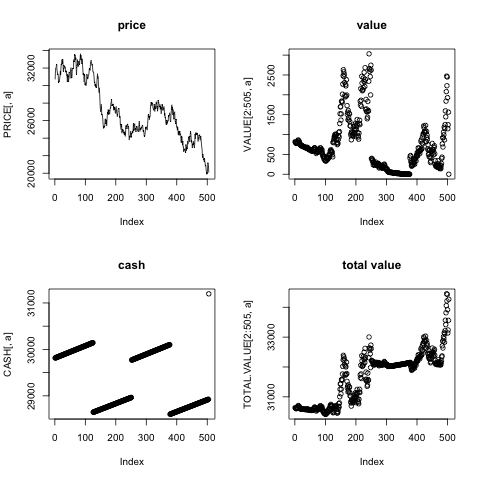 price
PRICE[, a]
32000
26000
20000
0 100 200 300 400 500
Index
value
VALUE[2:505, a]
2500
1500
500
0
0 100 200 300 400 500
Index
cash
CASH[, a]
31000
30000
29000
0 100 200 300 400 500
Index
total value
TOTAL.VALUE[2:505, a]
33000
31000
0 100 200 300 400 500
Index